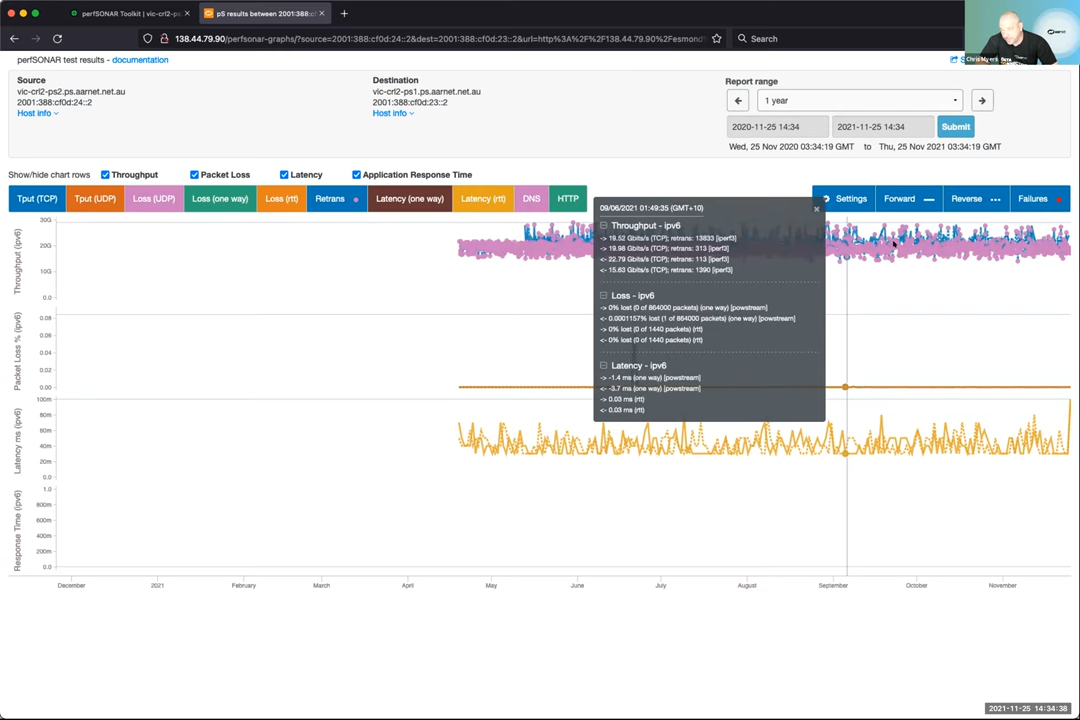 perfSONAR Toolkit | vic-crl2-ps
pS results between 2001:388:c
138.44.79.90/perfsonar-graphs/?source=2001:388:cf0d:24::2&dest=2001:388:cf0d:23::2&url=http%3A%2F%2F138.44.79.90%2Fesmond
Search
perfSONAR test results - documentation
Chris Myers
Source
vic-crl2-ps2.ps.aarnet.net.au
2001:388:cf0d:24::2
Host info
Destination
vic-crl2-ps1.ps.aarnet.net.au
2001:388:cf0d:23::2
Host info
Report range
1 year
2020-11-25 14:34
2021-11-25 14:34
Submit
Wed, 25 Nov 2020 03:34:19 GMT to Thu, 25 Nov 2021 03:34:19 GMT
Show/hide chart rows Throughput Packet Loss Latency Application Response Time
Tput (TCP) Tput (UDP) Loss (UDP) Loss (one way) Loss (rtt) Retrans Latency (one way) Latency (rtt) DNS HTTP
Settings Forward Reverse Failures
09/06/2021 01:49:35 (GMT+10)
Throughput - ipv6
-> 19.52 Gbits/s (TCP); retrans: 13833 [iperf3]
-> 19.98 Gbits/s (TCP); retrans: 313 [iperf3]
<- 22.79 Gbits/s (TCP); retrans: 113 [iperf3]
<- 15.63 Gbits/s (TCP); retrans: 1390 [iperf3]
Loss - ipv6
-> 0% lost (0 of 864000 packets) (one way) [powstream]
<- 0.0001157% lost (1 of 864000 packets) (one way) [powstream]
-> 0% lost (0 of 1440 packets) (rtt)
<- 0% lost (0 of 1440 packets) (rtt)
Latency - ipv6
-> -1.4 ms (one way) [powstream]
<- -3.7 ms (one way) [powstream]
-> 0.03 ms (rtt)
<- 0.03 ms (rtt)
Throughput (ipv6)
30G
20G
10G
0.0
Packet Loss % (ipv6)
0.08
0.06
0.04
0.02
0.00
Latency ms (ipv6)
100m
80m
60m
40m
20m
0.0
Response Time (ipv6)
1.0
800m
600m
400m
200m
0.0
December 2021 February March April May June July August September October November
2021-11-25 14:34:38